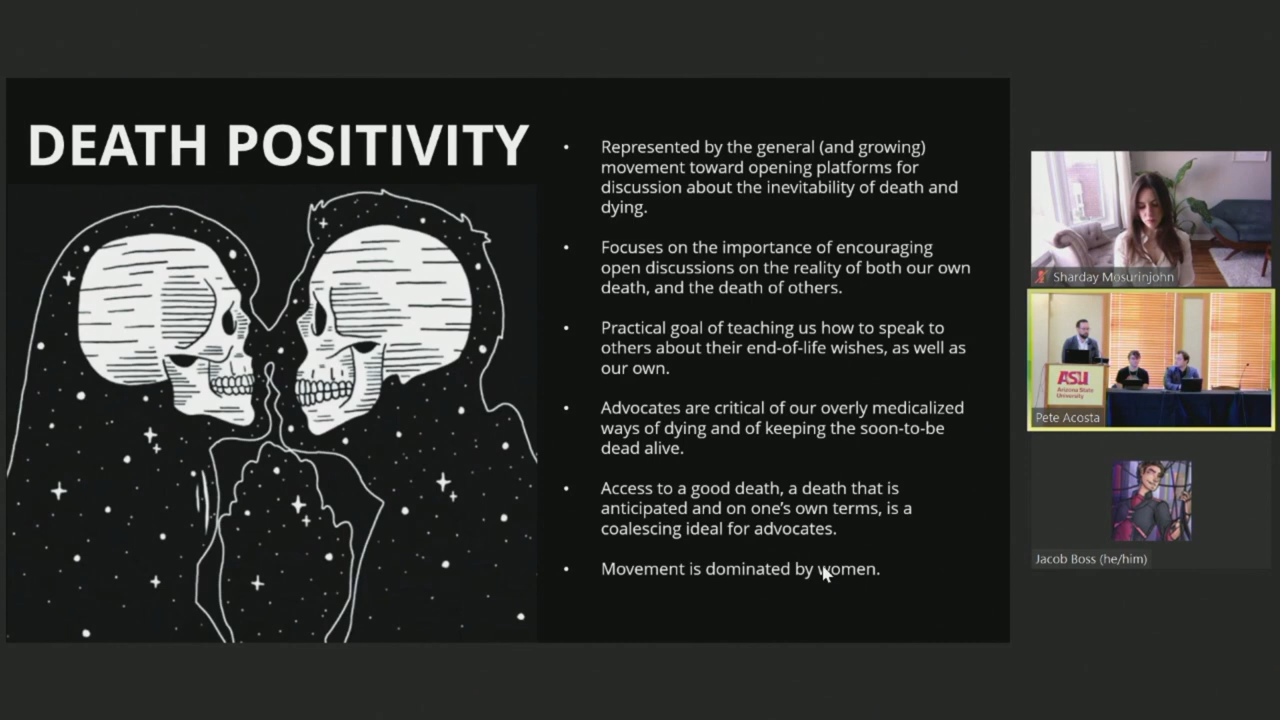 DEATH POSITIVITY
• Represented by the general (and growing)
movement toward opening platforms for
discussion about the inevitability of death and
dying.
• Focuses on the importance of encouraging
open discussions on the reality of both our own
death, and the death of others.
• Practical goal of teaching us how to speak to
others about their end-of-life wishes, as well as
our own.
• Advocates are critical of our overly medicalized
ways of dying and of keeping the soon-to-be
dead alive.
• Access to a good death, a death that is
anticipated and on one's own terms, is a
coalescing ideal for advocates.
• Movement is dominated by women.
Sharday Mosurinjohn
ASU
Arizona State
University
Pete Acosta
Jacob Boss (he/him)